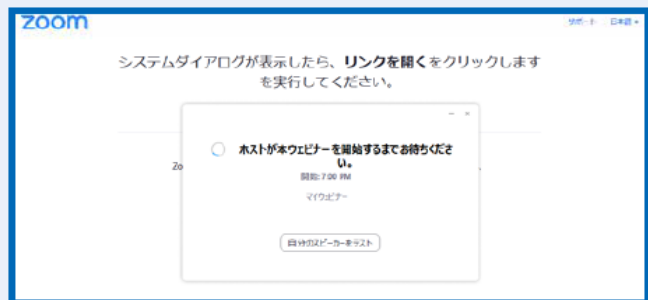 zoom
サポート 日本語
システムダイアログが表示したら、リンクを開くをクリックします
を実行してください。
ホストが本ウェビナーを開始するまでお待ちくださ
い。
開始: 7:00 PM
Zo
マイウェビナー
自分のスピーカーをテスト